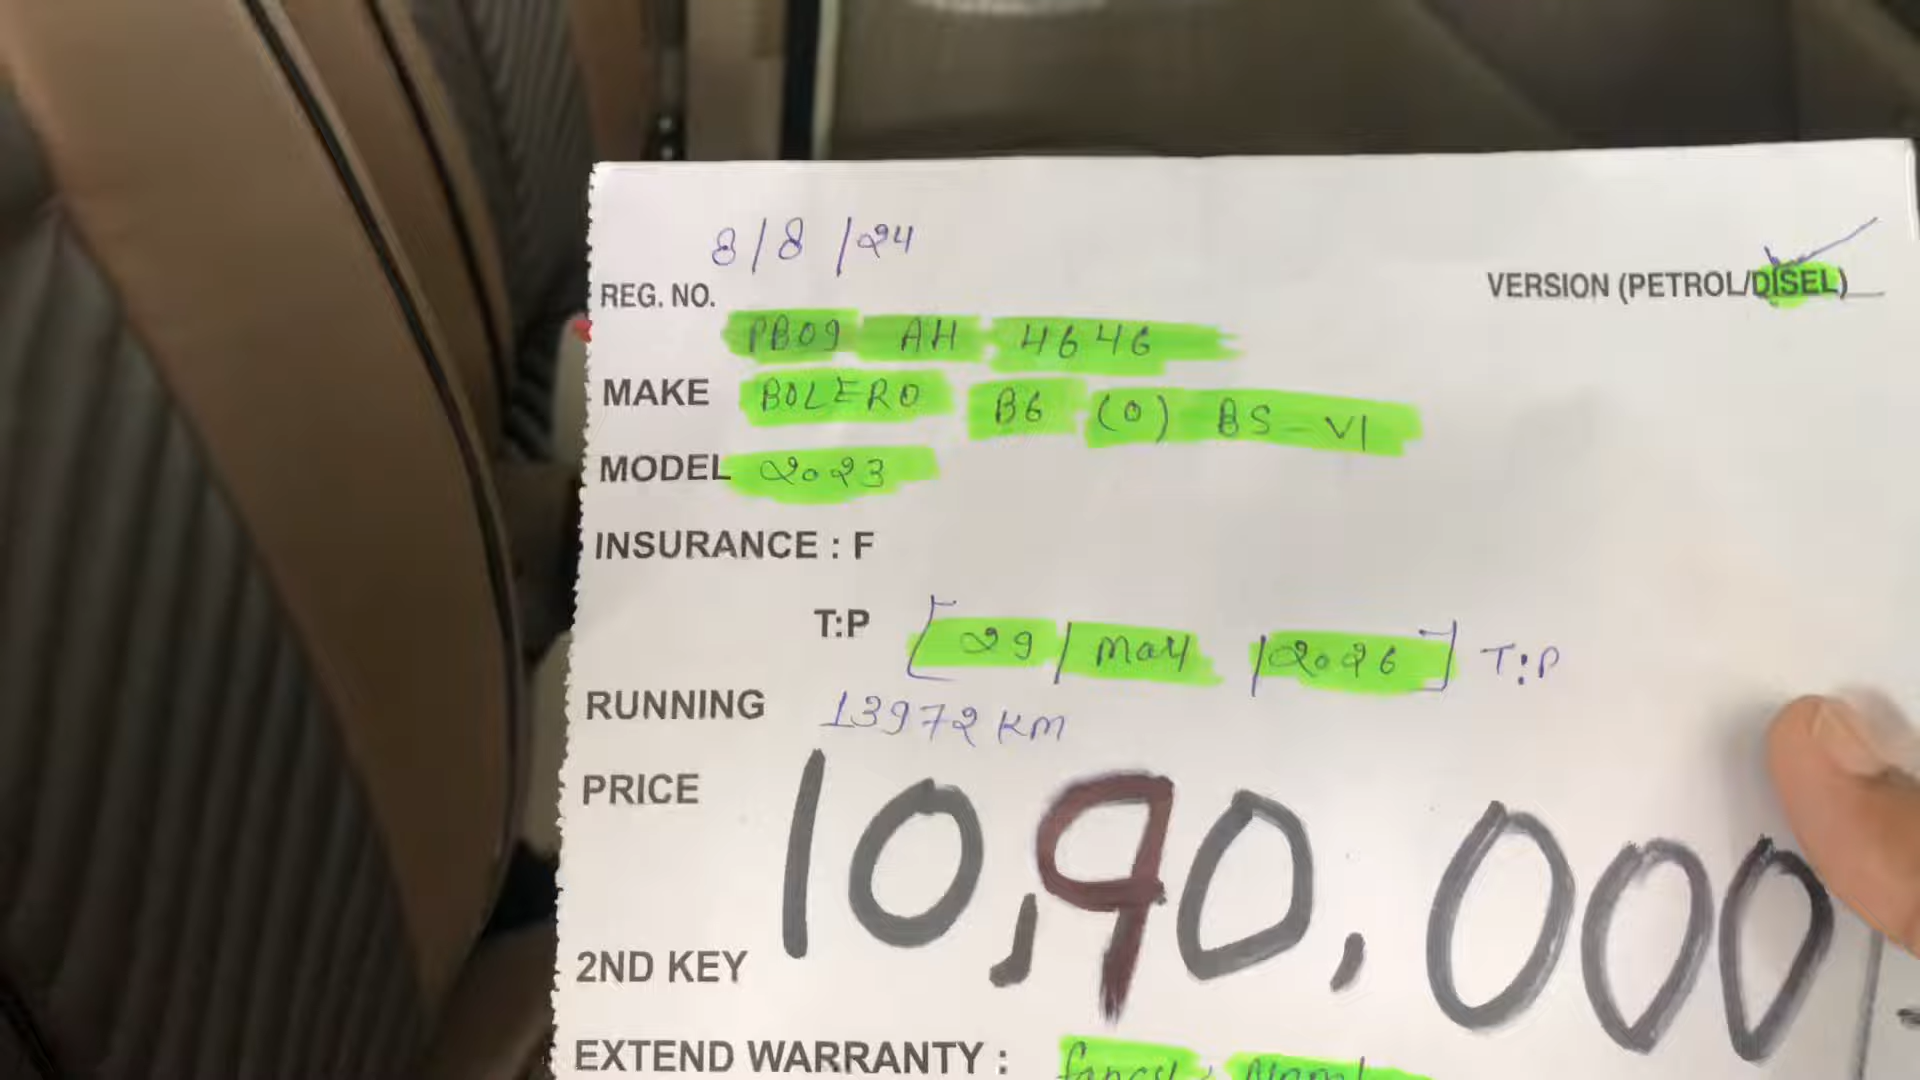 8/8/24
VERSION (PETROL/DISEL)
REG. NO.
PB09 AH 4646
MAKE BOLERO B6 (O) BS-VI
MODEL 2023
INSURANCE : F
T:P [29/May/2026] T:P
RUNNING 13972 KM
PRICE 10,90,000
2ND KEY
EXTEND WARRANTY : fancy